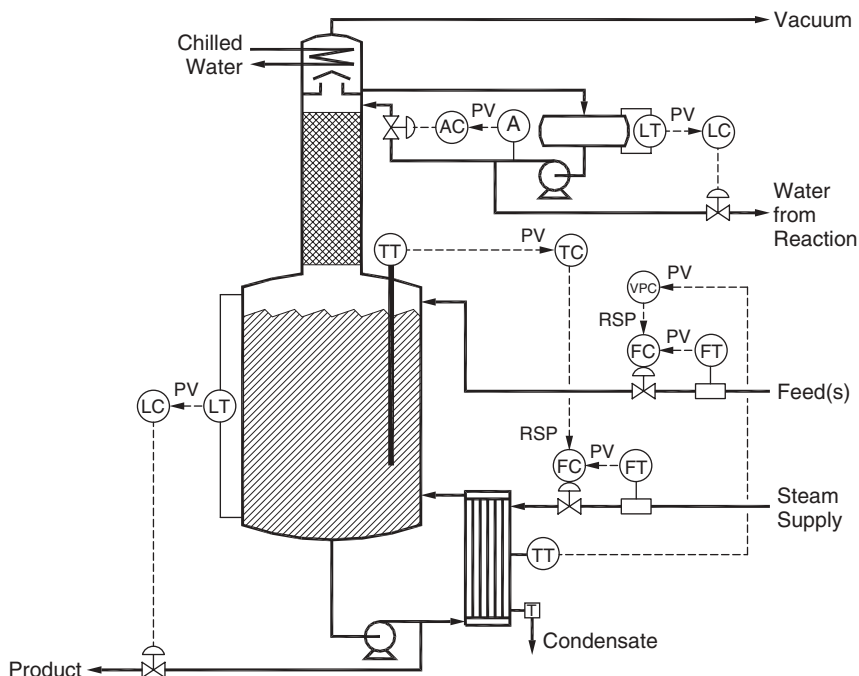 Vacuum
Chilled
Water
PV
AC
A
LT
PV
LC
Water
from
Reaction
TT
PV
TC
VPC
PV
RSP
PV
FC
FT
Feed(s)
LC
PV
LT
RSP
PV
FC
FT
Steam
Supply
TT
T
Condensate
Product